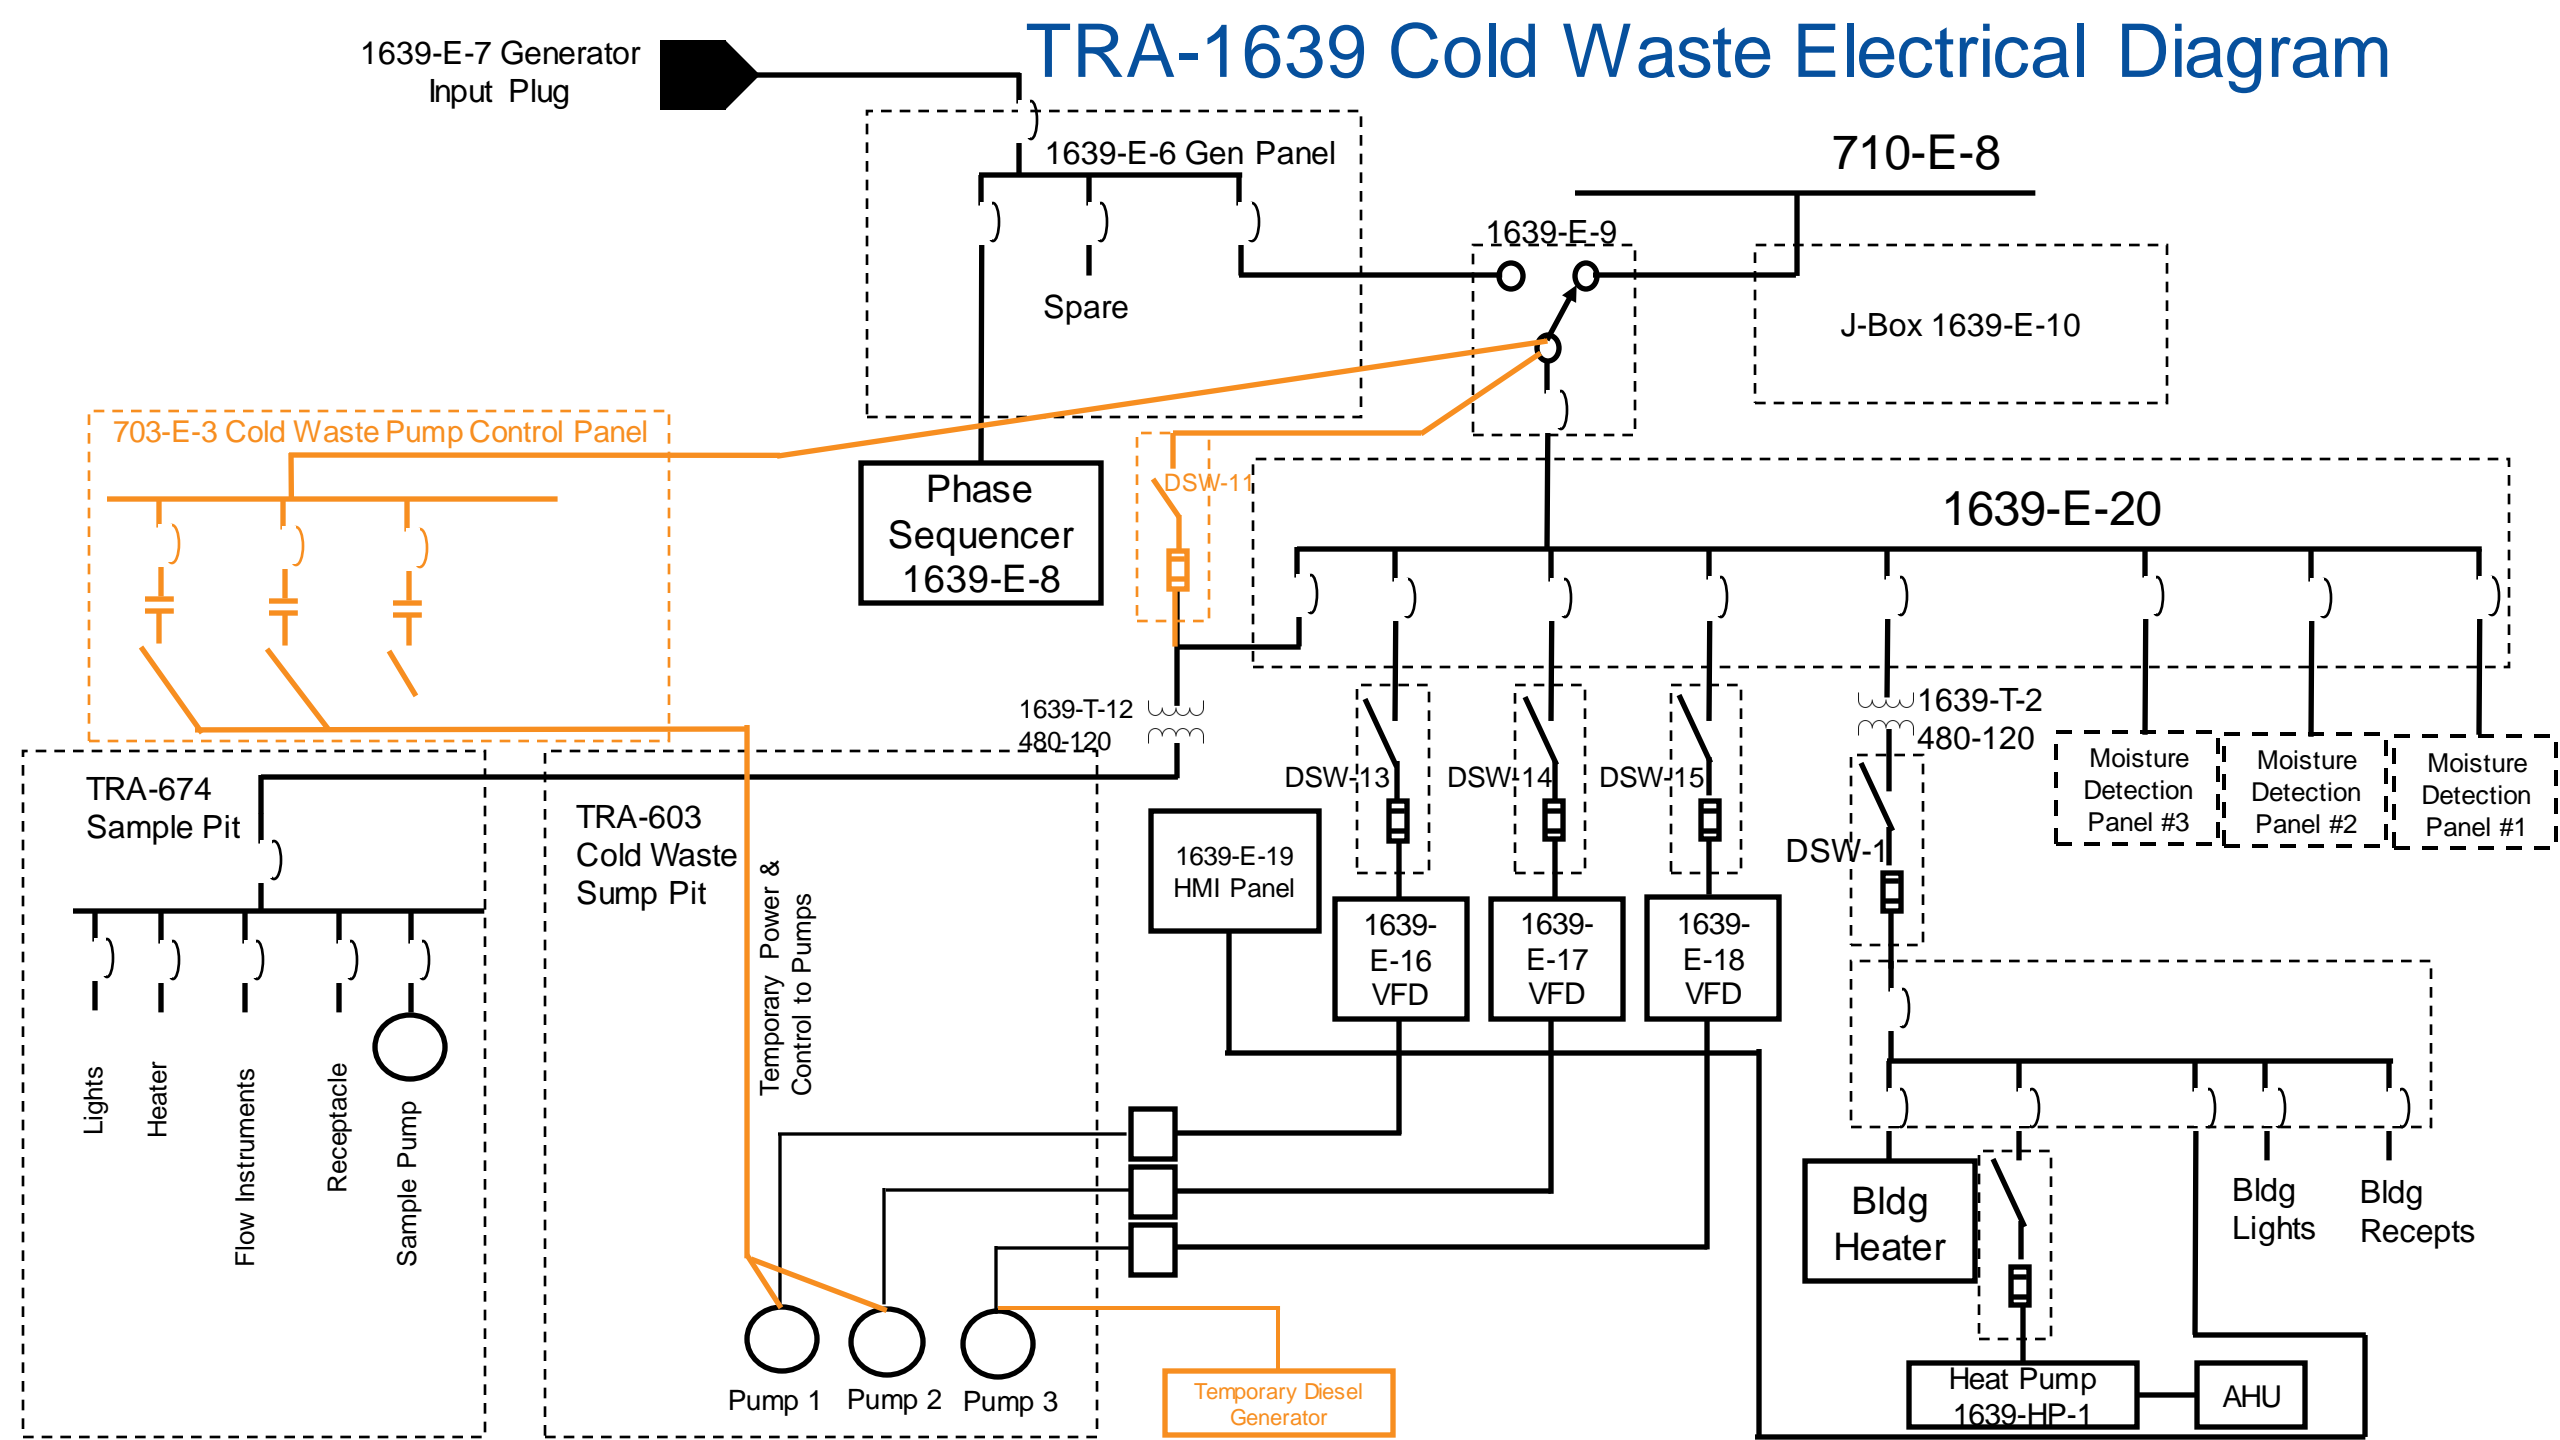 TRA-1639 Cold Waste Electrical Diagram
1639-E-7 Generator
Input Plug
1639-E-6 Gen Panel
710-E-8
1639-E-9
Spare
J-Box 1639-E-10
703-E-3 Cold Waste Pump Control Panel
Phase
Sequencer
1639-E-8
DSW-11
1639-E-20
1639-T-12
480-120
1639-T-2
480-120
DSW-13
DSW-14
DSW-15
Moisture
Detection
Panel #3
Moisture
Detection
Panel #2
Moisture
Detection
Panel #1
TRA-674
Sample Pit
TRA-603
Cold Waste
Sump Pit
Temporary Power &
Control to Pumps
1639-E-19
HMI Panel
DSW-1
1639-
E-16
VFD
1639-
E-17
VFD
1639-
E-18
VFD
Lights
Heater
Flow Instruments
Receptacle
Sample Pump
Bldg
Heater
Bldg
Lights
Bldg
Recepts
Pump 1
Pump 2
Pump 3
Temporary Diesel
Generator
Heat Pump
1639-HP-1
AHU